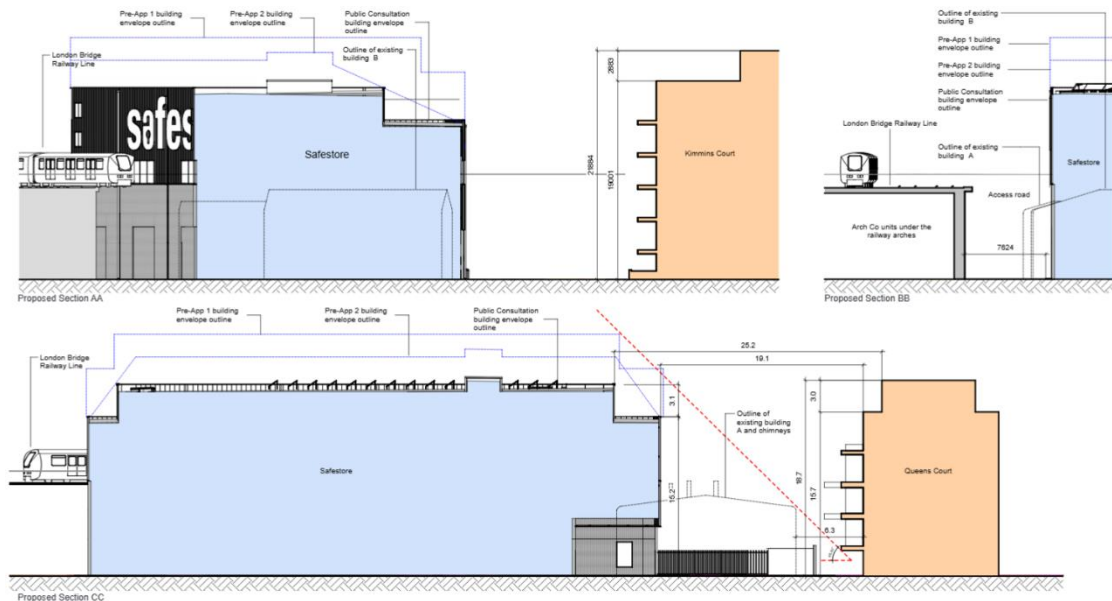 Pre-App 1 building
envelope outline
Pre-App 2 building
envelope outline
Public Consultation
building envelope
outline
Outline of existing
building B
London Bridge
Railway Line
safes
Safestore
2883
21884
19001
Kimmins Court
Proposed Section AA
Outline of existing
building B
Pre-App 1 building
envelope outline
Pre-App 2 building
envelope outline
Public Consultation
building envelope
outline
London Bridge Railway Line
Outline of existing
building A
Access road
Safestore
Arch Co units under the
railway arches
7624
Proposed Section BB
Pre-App 1 building
envelope outline
Pre-App 2 building
envelope outline
Public Consultation
building envelope
outline
London Bridge
Railway Line
25.2
19.1
3.1
3.0
Outline of
existing building
A and chimneys
18.7
15.7
15.2
6.3
Safestore
Queens Court
Proposed Section CC